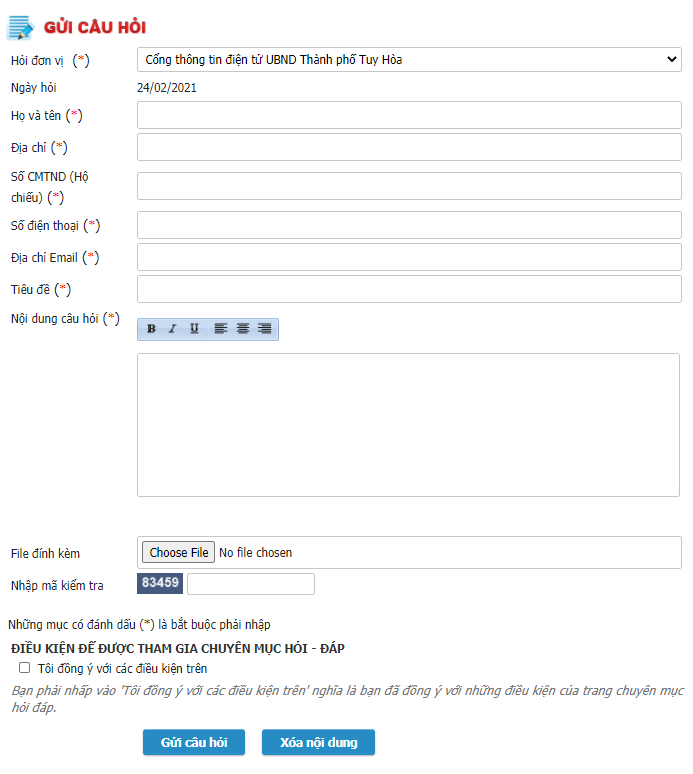 GỬI CÂU HỎI
Hỏi đơn vị (*) Cổng thông tin điện tử UBND Thành phố Tuy Hòa
Ngày hỏi 24/02/2021
Họ và tên (*)
Địa chỉ (*)
Số CMTND (Hộ
chiếu) (*)
Số điện thoại (*)
Địa chỉ Email (*)
Tiêu đề (*)
Nội dung câu hỏi (*)
B I U
File đính kèm Choose File No file chosen
Nhập mã kiểm tra 83459
Những mục có đánh dấu (*) là bắt buộc phải nhập
ĐIỀU KIỆN ĐỂ ĐƯỢC THAM GIA CHUYÊN MỤC HỎI - ĐÁP
Tôi đồng ý với các điều kiện trên
Bạn phải nhấp vào 'Tôi đồng ý với các điều kiện trên' nghĩa là bạn đã đồng ý với những điều kiện của trang chuyên mục
hỏi đáp.
Gửi câu hỏi Xóa nội dung